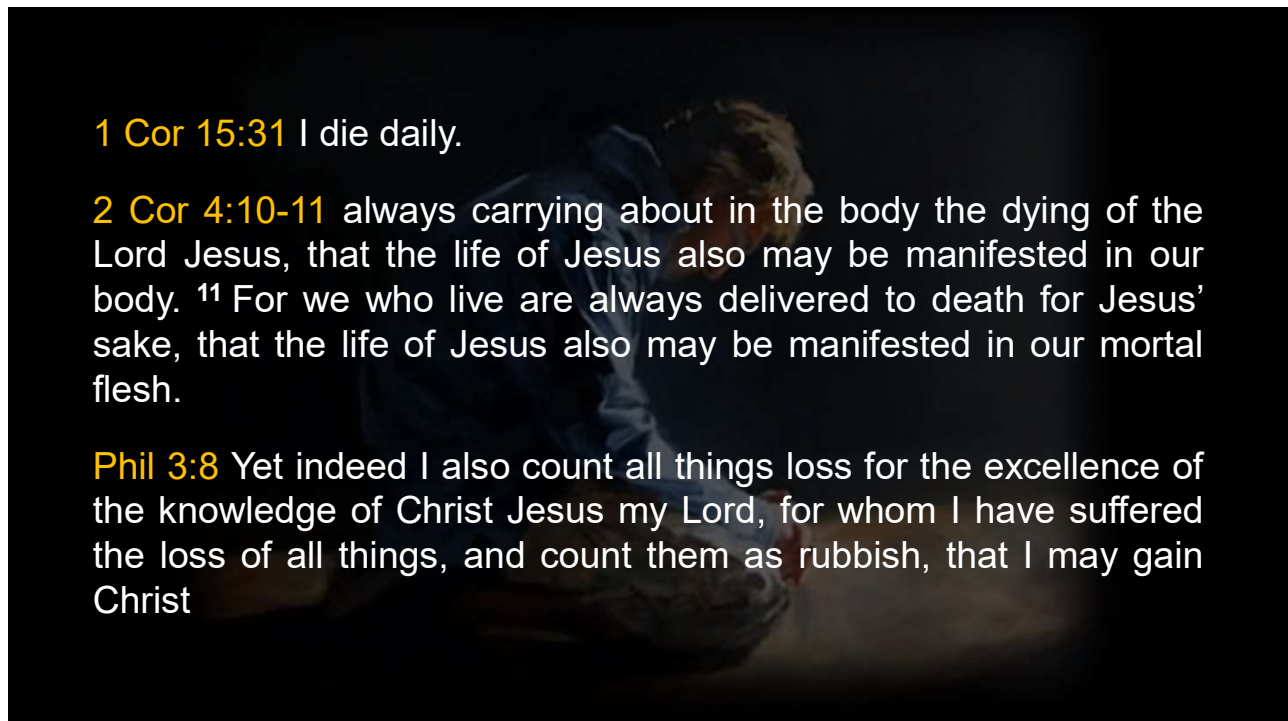 1 Cor 15:31 I die daily.
2 Cor 4:10-11 always carrying about in the body the dying of the
Lord Jesus, that the life of Jesus also may be manifested in our
body. ¹¹ For we who live are always delivered to death for Jesus’
sake, that the life of Jesus also may be manifested in our mortal
flesh.
Phil 3:8 Yet indeed I also count all things loss for the excellence of
the knowledge of Christ Jesus my Lord, for whom I have suffered
the loss of all things, and count them as rubbish, that I may gain
Christ